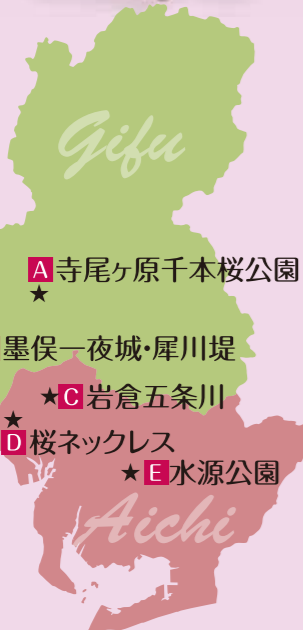 Gifu
A 寺尾ヶ原千本桜公園
★
墨俣一夜城・犀川堤
★ C 岩倉五条川
★
D 桜ネックレス
★ E 水源公園
Aichi